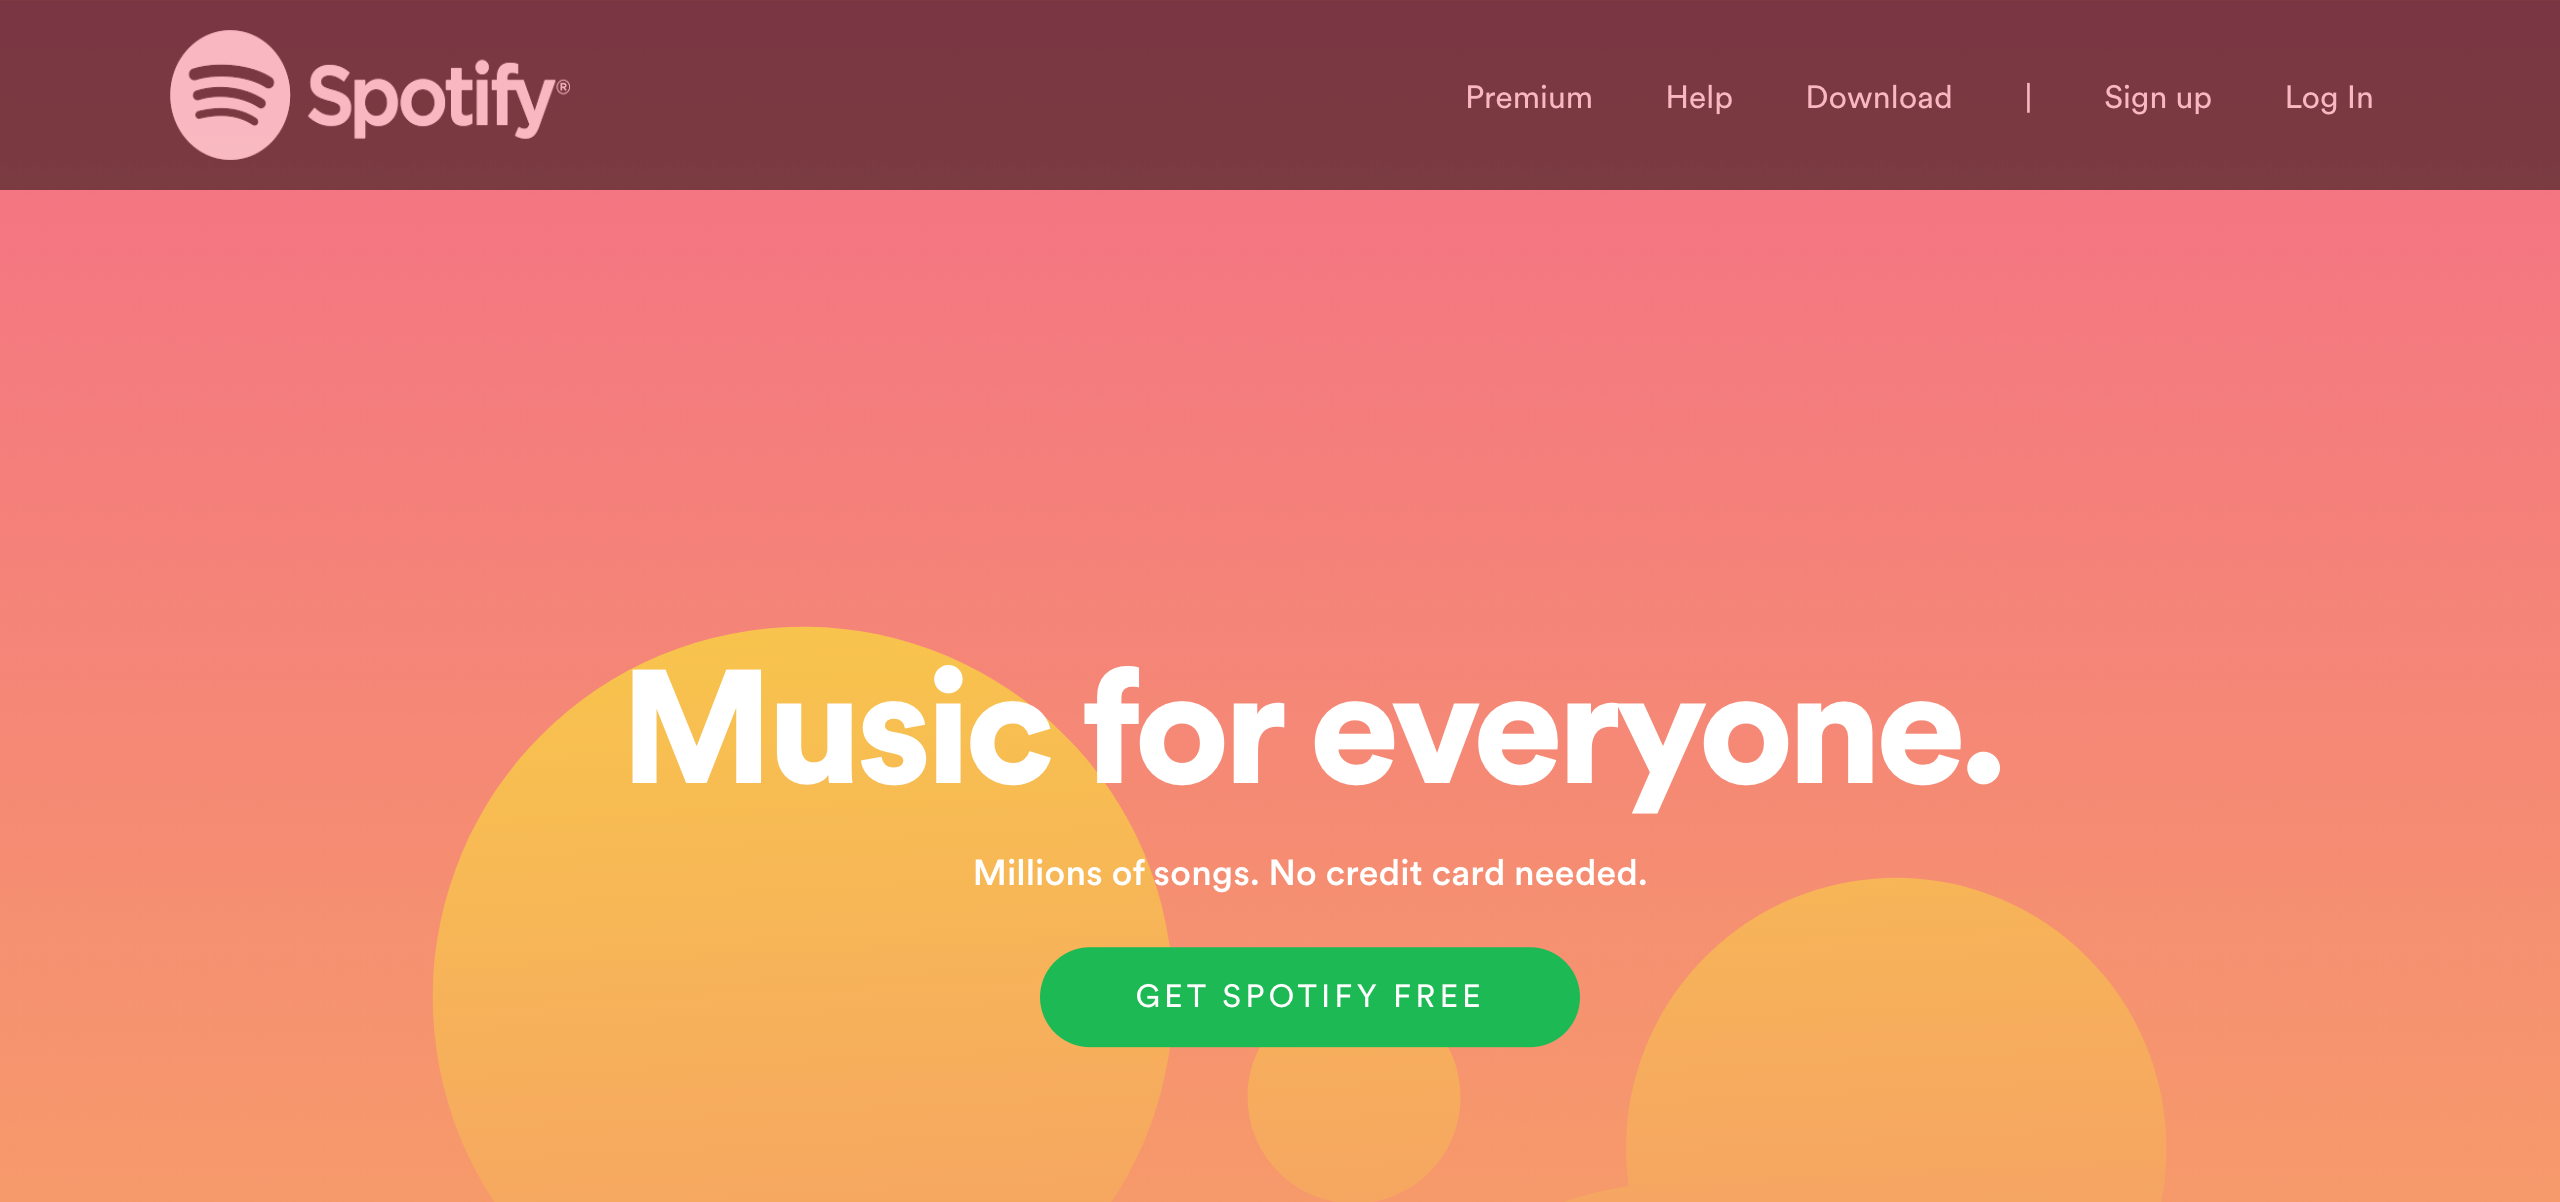 Spotify®
Premium Help Download | Sign up Log In
Music for everyone.
Millions of songs. No credit card needed.
GET SPOTIFY FREE